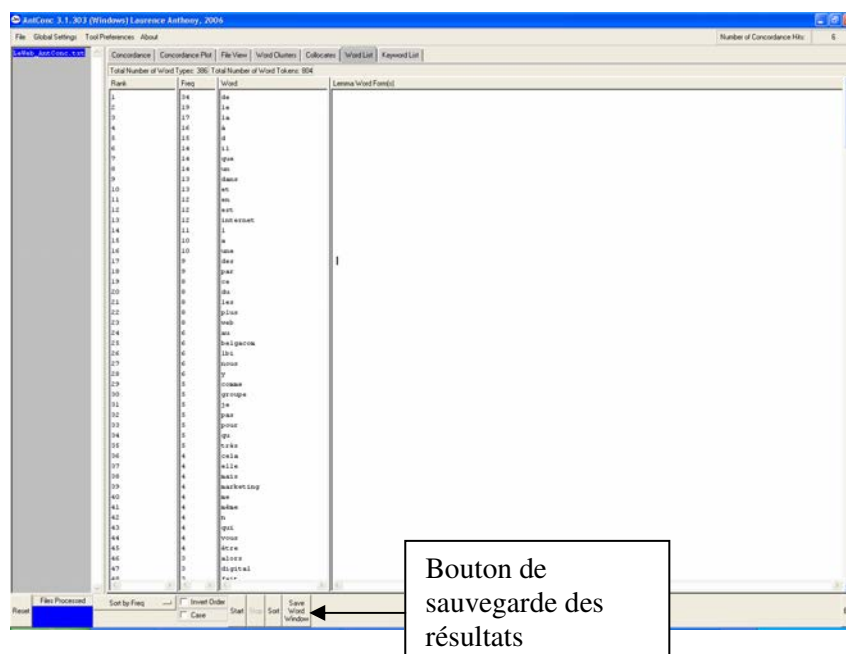 AntConc 3.1.303 (Windows) Laurence Anthony, 2006
File Global Settings Tool Preferences About Number of Concordance Hits: 6
LeWeb_AntConc.txt Concordance Concordance Plot File View Word Clusters Collocates Word List Keyword List
Total Number of Word Types: 386 Total Number of Word Tokens: 804
Rank Freq Word Lemma Word Form(s)
1 34 de
2 19 le
3 17 la
4 16 à
5 15 d
6 14 il
7 14 que
8 14 un
9 13 dans
10 13 et
11 12 en
12 12 est
13 12 internet
14 11 l
15 10 a
16 10 une
17 9 des
18 9 par
19 8 ce
20 8 du
21 8 les
22 8 plus
23 8 web
24 6 au
25 6 belgacom
26 6 ibi
27 6 nous
28 6 y
29 5 comme
30 5 groupe
31 5 je
32 5 pas
33 5 pour
34 5 qu
35 5 très
36 4 cela
37 4 elle
38 4 mais
39 4 marketing
40 4 me
41 4 même
42 4 n
43 4 qui
44 4 vous
45 4 être
46 3 alors
47 3 digital
48 3 fait
Reset Files Processed Sort by Freq Invert Order Case Start Stop Sort Save Word Window
Bouton de
sauvegarde des
résultats